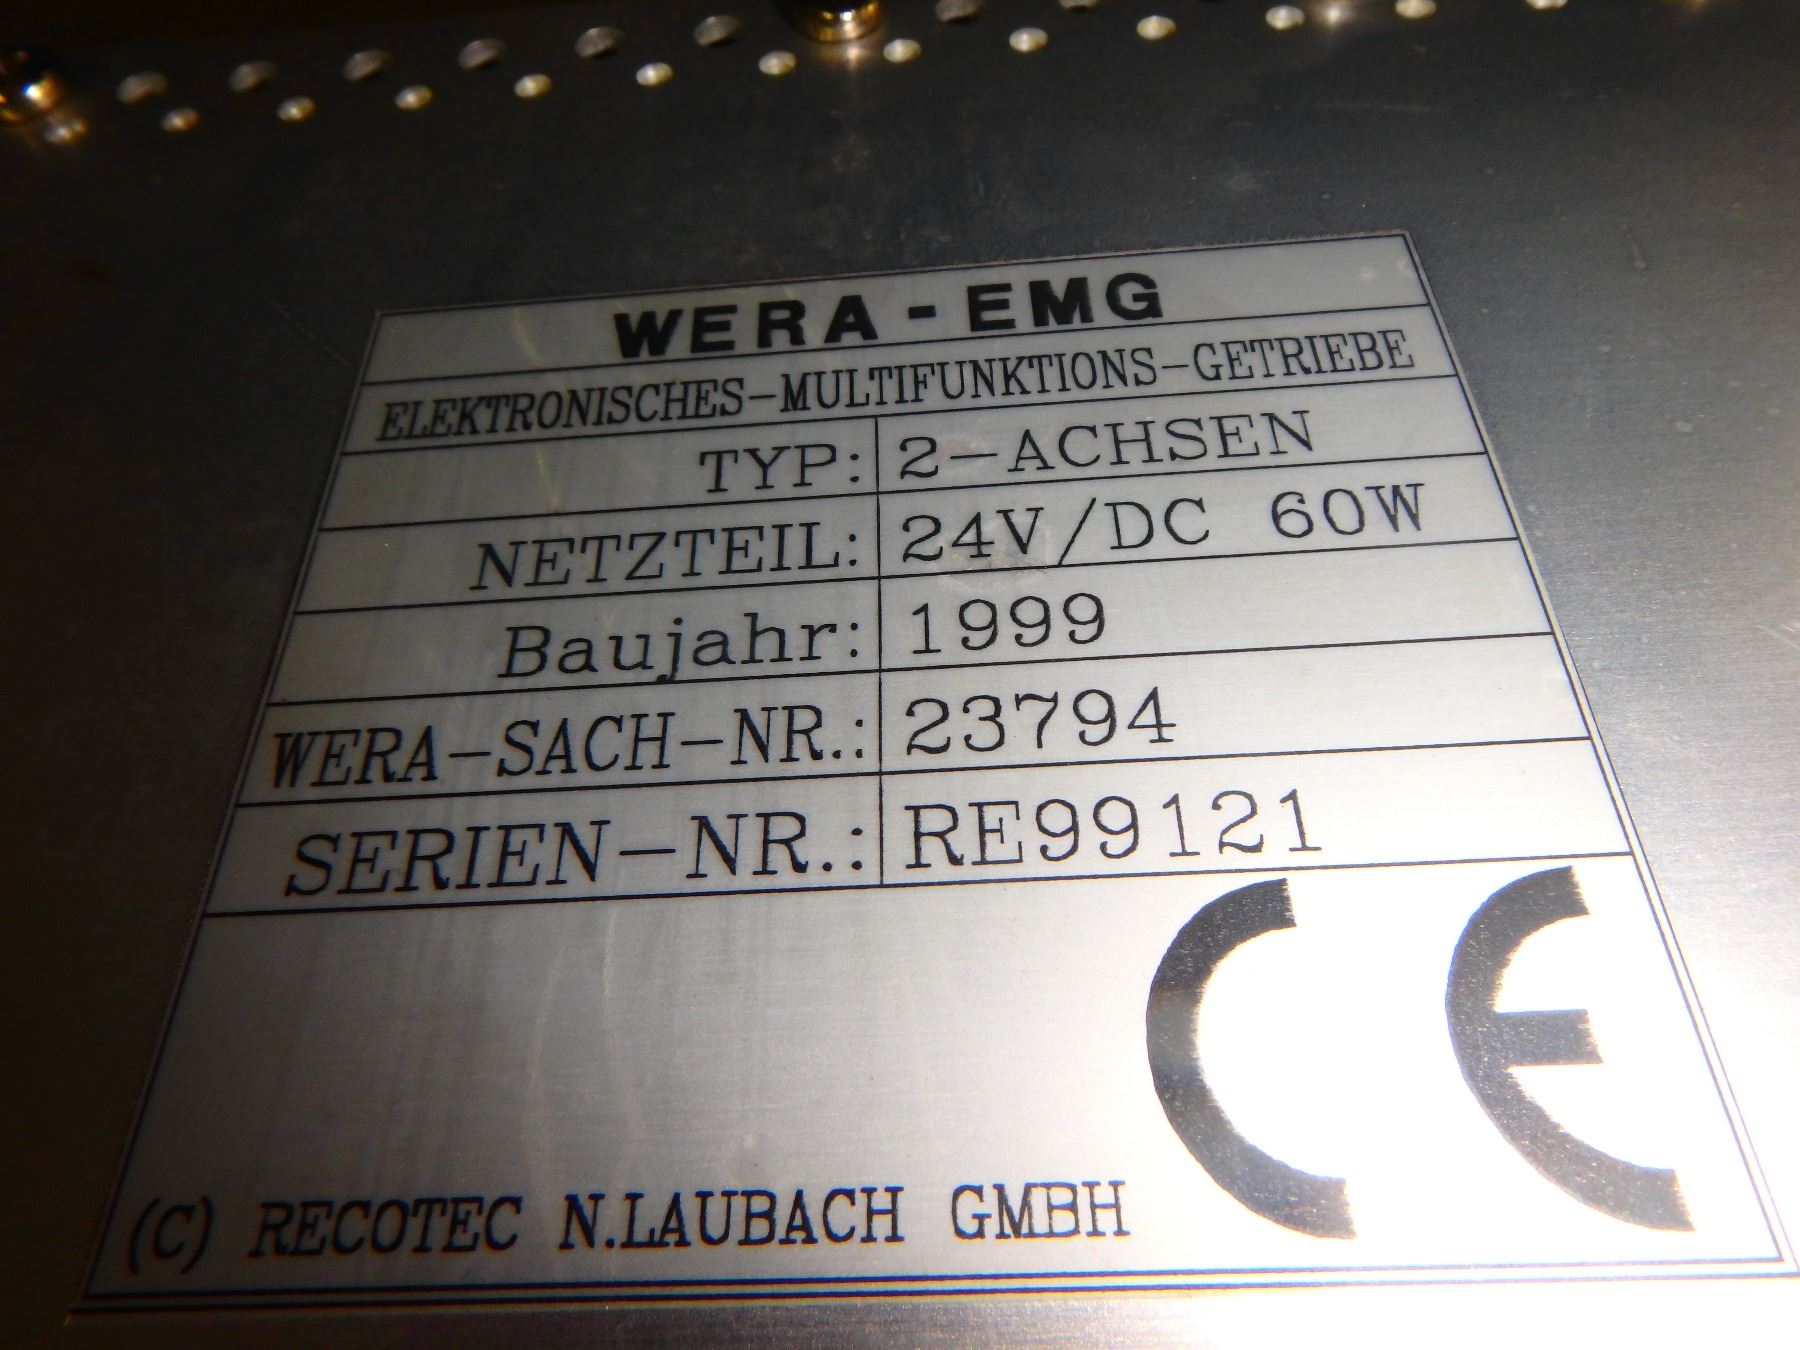 WERA - EMG
ELEKTRONISCHES-MULTIFUNKTIONS-GETRIEBE
TYP: 2-ACHSEN
NETZTEIL: 24V/DC 60W
Baujahr: 1999
WERA-SACH-NR.: 23794
SERIEN-NR.: RE99121
CE
(C) RECOTEC N.LAUBACH GMBH